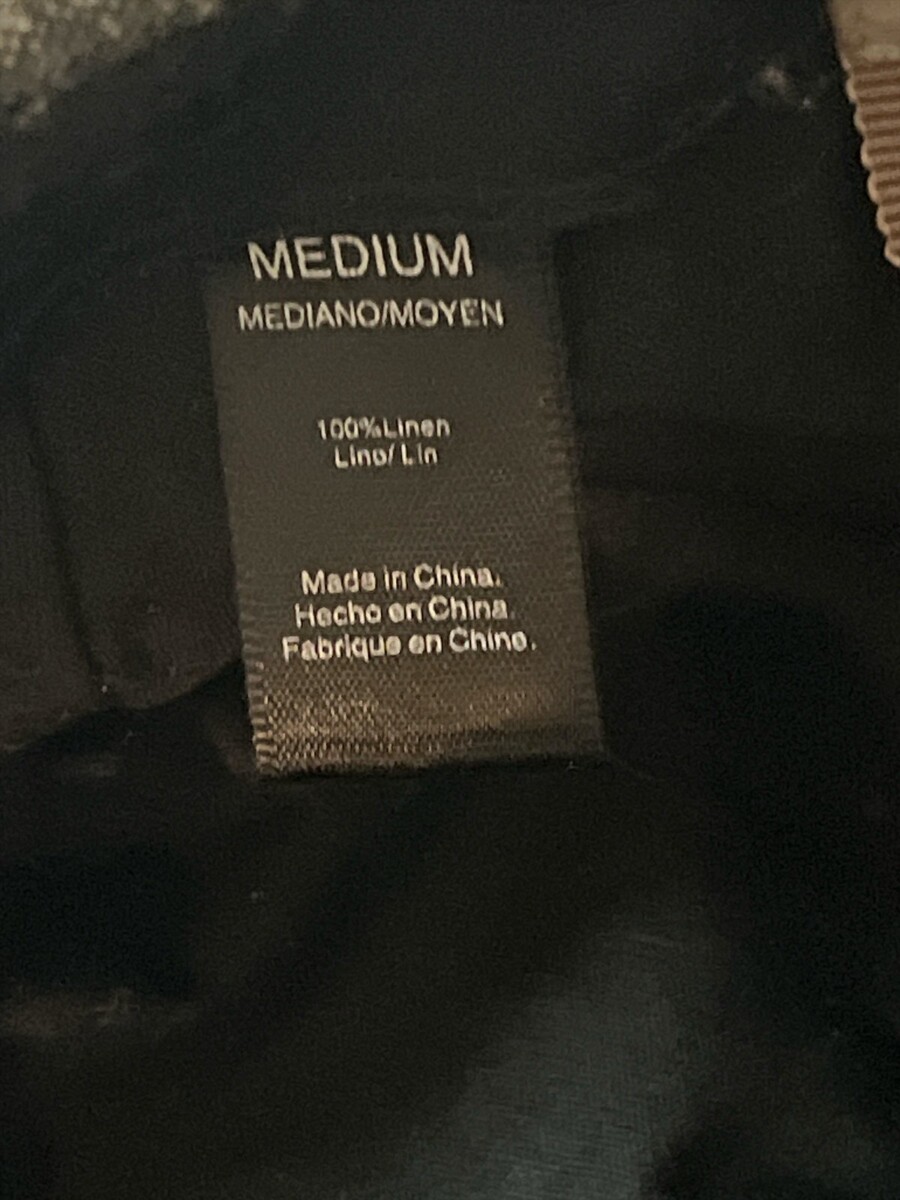 MEDIUM
MEDIANO/MOYEN
100%Linen
Lino/ Lin
Made in China.
Hecho en China.
Fabrique en Chine.